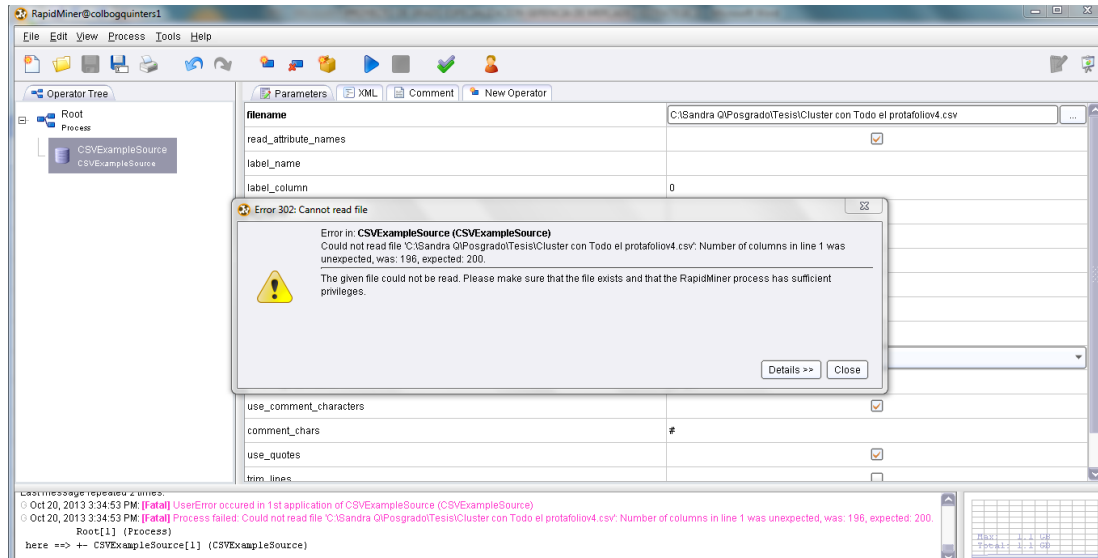 RapidMiner@colbogquinters1
File Edit View Process Tools Help
Operator Tree
Parameters XML Comment New Operator
Root
Process
CSVExampleSource
CSVExampleSource
filename C:\Sandra Q\Posgrado\Tesis\Cluster con Todo el protafoliov4.csv ...
read_attribute_names
label_name
label_column 0
Error 302: Cannot read file
Error in: CSVExampleSource (CSVExampleSource)
Could not read file 'C:\Sandra Q\Posgrado\Tesis\Cluster con Todo el protafoliov4.csv': Number of columns in line 1 was
unexpected, was: 196, expected: 200.
The given file could not be read. Please make sure that the file exists and that the RapidMiner process has sufficient
privileges.
Details >> Close
use_comment_characters
comment_chars #
use_quotes
trim_lines
Last message repeated 2 times.
Oct 20, 2013 3:34:53 PM: [Fatal] UserError occured in 1st application of CSVExampleSource (CSVExampleSource)
Oct 20, 2013 3:34:53 PM: [Fatal] Process failed: Could not read file 'C:\Sandra Q\Posgrado\Tesis\Cluster con Todo el protafoliov4.csv': Number of columns in line 1 was unexpected, was: 196, expected: 200.
Root[1] (Process)
here ==> +- CSVExampleSource[1] (CSVExampleSource)
Max: 1.1 GB
Total: 1.1 GB